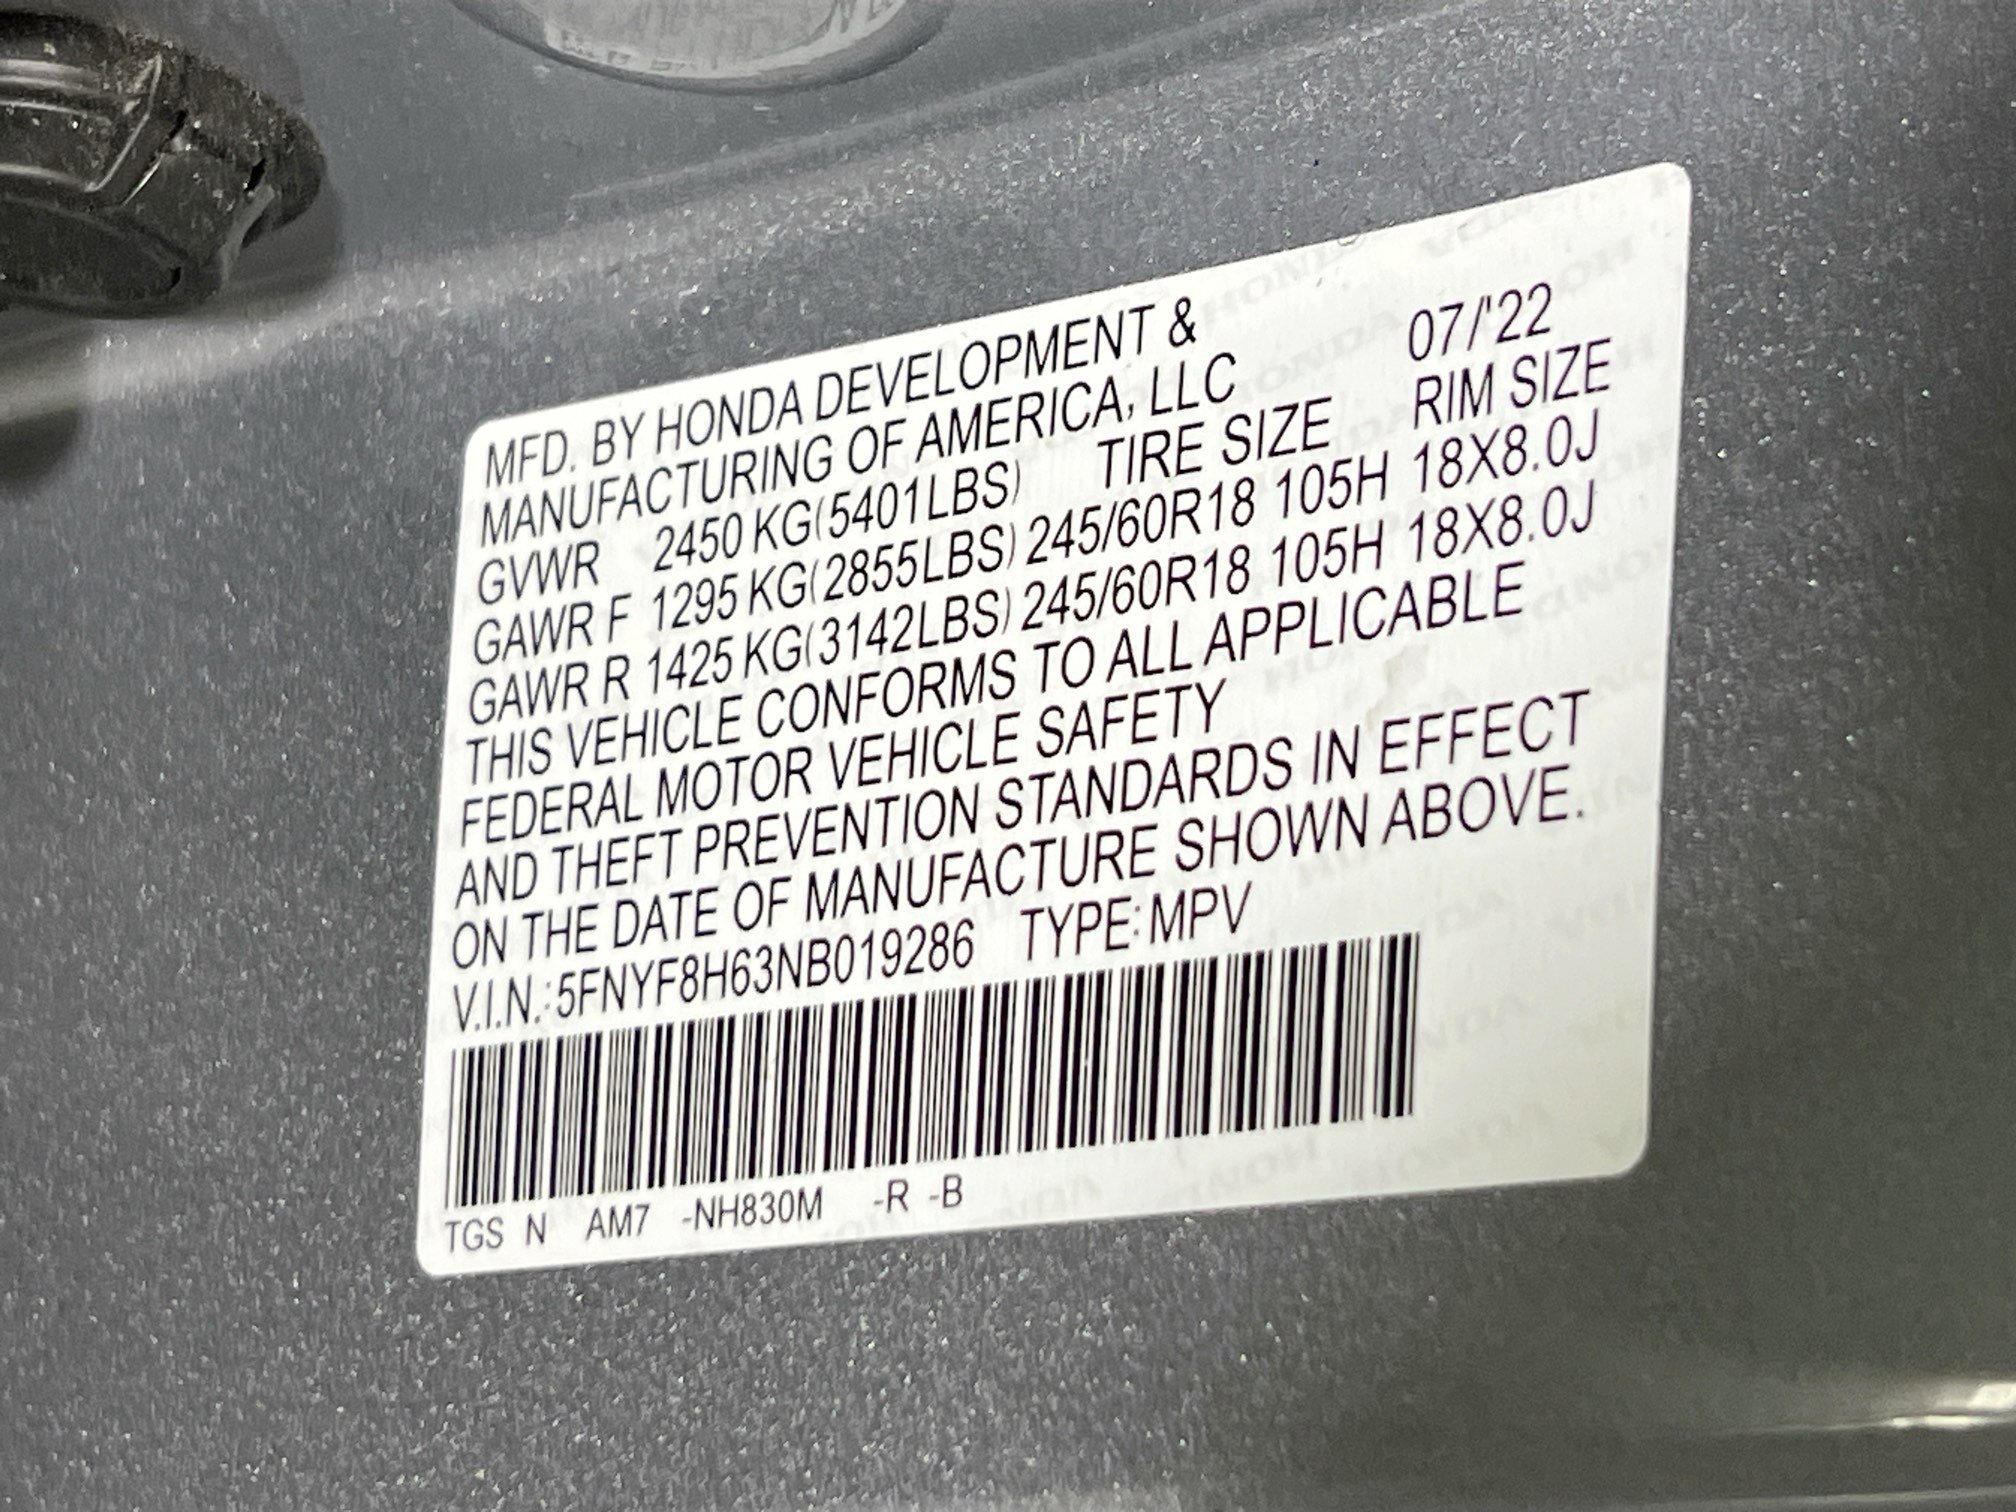 MFD. BY HONDA DEVELOPMENT &
MANUFACTURING OF AMERICA, LLC 07/'22
GVWR 2450 KG(5401LBS) TIRE SIZE RIM SIZE
GAWR F 1295 KG(2855LBS) 245/60R18 105H 18X8.0J
GAWR R 1425 KG(3142LBS) 245/60R18 105H 18X8.0J
THIS VEHICLE CONFORMS TO ALL APPLICABLE
FEDERAL MOTOR VEHICLE SAFETY
AND THEFT PREVENTION STANDARDS IN EFFECT
ON THE DATE OF MANUFACTURE SHOWN ABOVE.
V.I.N.:5FNYF8H63NB019286 TYPE:MPV
TGS N AM7 -NH830M -R -B